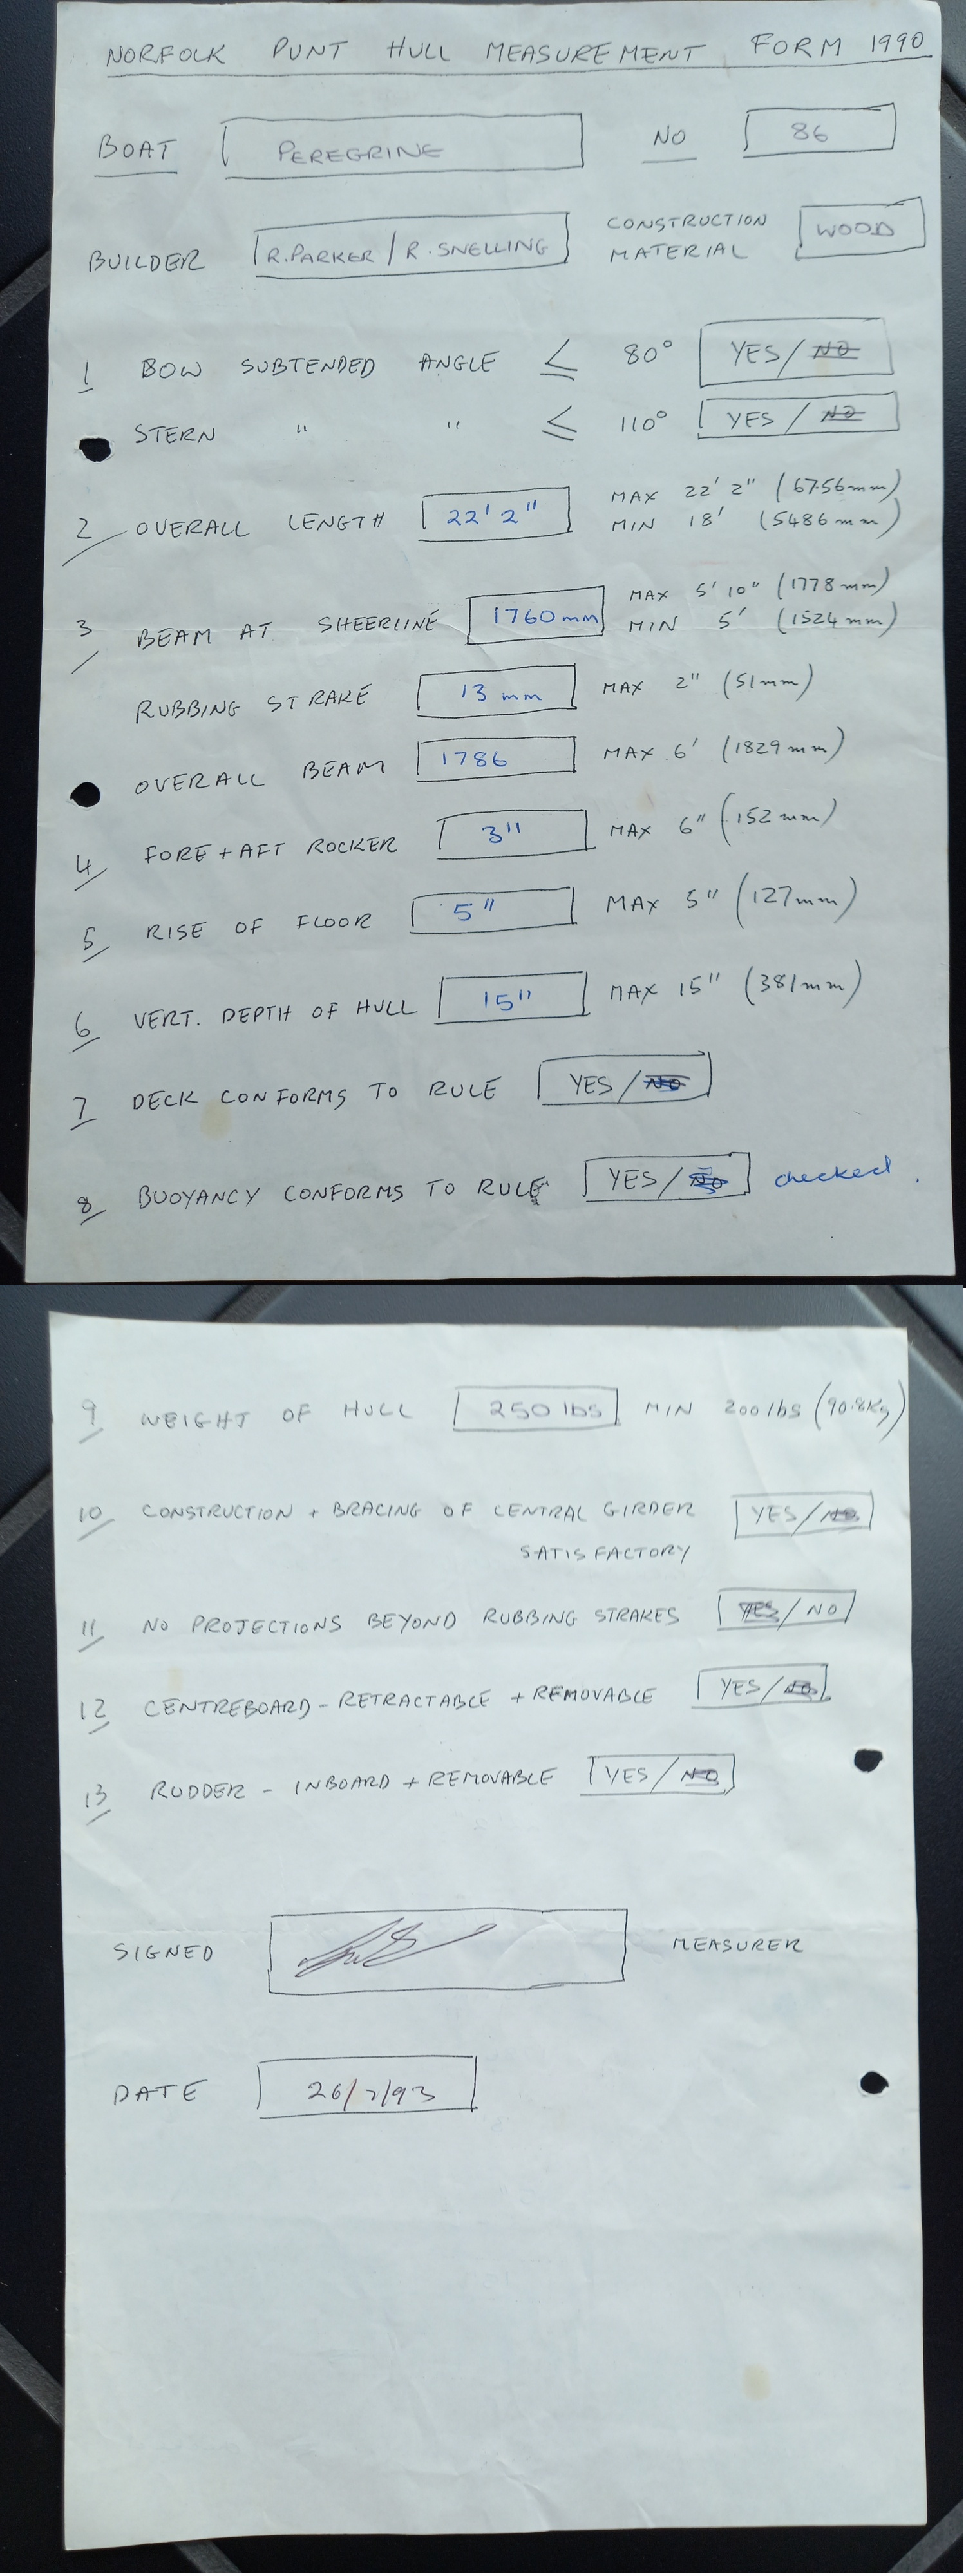 NORFOLK PUNT HULL MEASUREMENT FORM 1990
BOAT PEREGRINE NO 86
BUILDER R.PARKER / R.SNELLING CONSTRUCTION MATERIAL WOOD
1 BOW SUBTENDED ANGLE ≤ 80° YES / NO
STERN " " ≤ 110° YES / NO
2 OVERALL LENGTH 22' 2" MAX 22' 2" (6756mm)
MIN 18' (5486mm)
3 BEAM AT SHEERLINE 1760mm MAX 5' 10" (1778mm)
MIN 5' (1524mm)
RUBBING STRAKE 13 mm MAX 2" (51mm)
OVERALL BEAM 1786 MAX 6' (1829mm)
4 FORE + AFT ROCKER 3" MAX 6" (152mm)
5 RISE OF FLOOR 5" MAX 5" (127mm)
6 VERT. DEPTH OF HULL 15" MAX 15" (381mm)
7 DECK CONFORMS TO RULE YES / NO
8 BUOYANCY CONFORMS TO RULE YES / NO checked.
9 WEIGHT OF HULL 250 lbs MIN 200 lbs (90.8Kg)
10 CONSTRUCTION + BRACING OF CENTRAL GIRDER YES / NO
SATISFACTORY
11 NO PROJECTIONS BEYOND RUBBING STRAKES YES / NO
12 CENTREBOARD - RETRACTABLE + REMOVABLE YES / NO
13 RUDDER - INBOARD + REMOVABLE YES / NO
SIGNED MEASURER
DATE 26/7/93